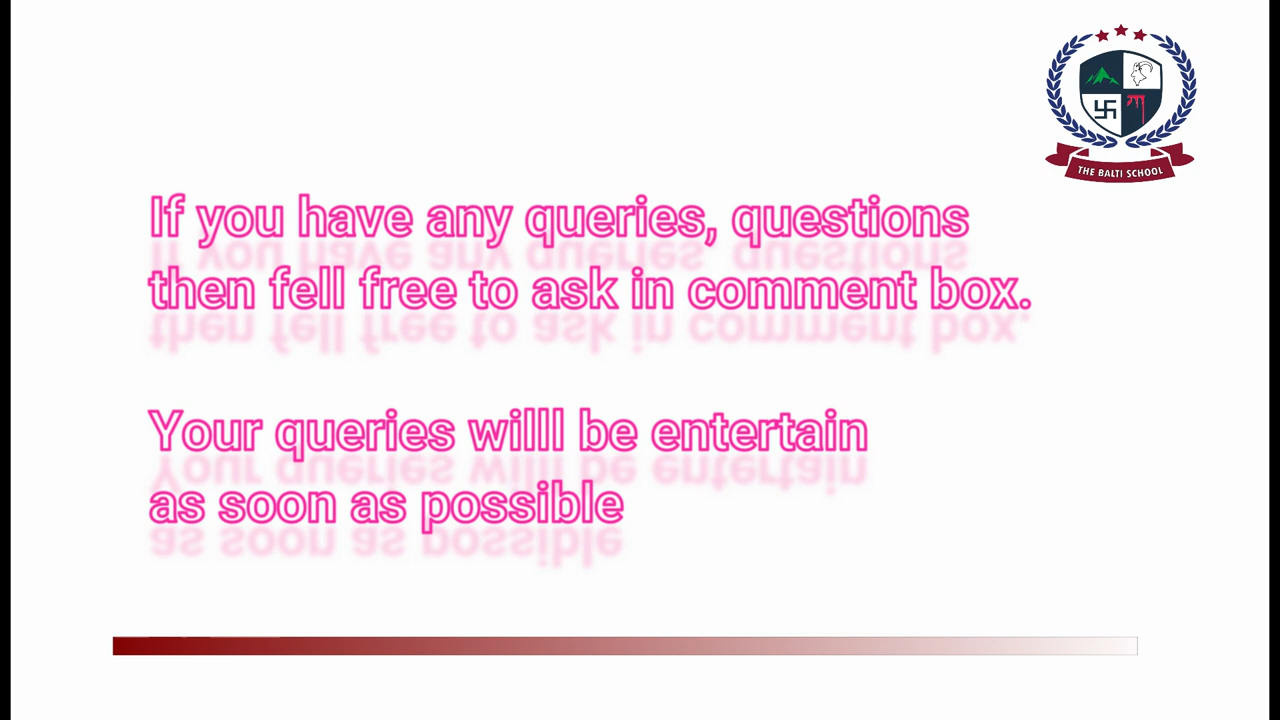 THE BALTI SCHOOL
If you have any queries, questions
then fell free to ask in comment box.
Your queries willl be entertain
as soon as possible